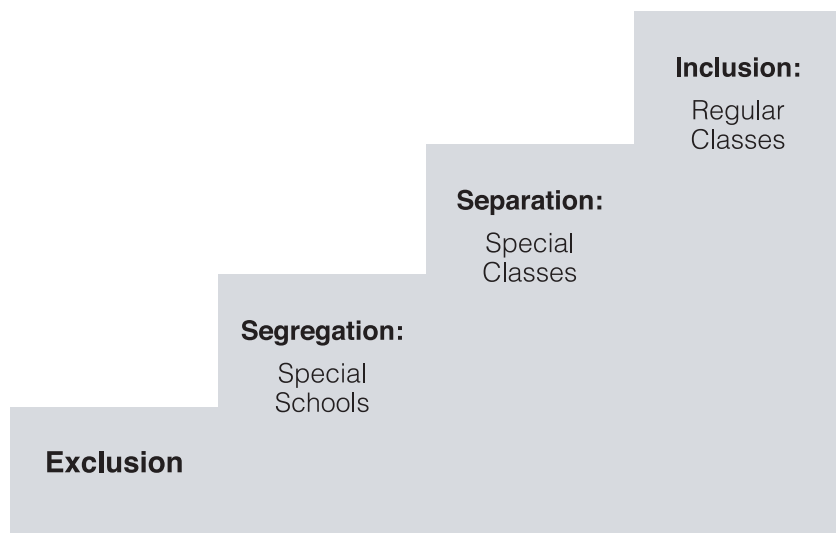 Inclusion:
Regular
Classes
Separation:
Special
Classes
Segregation:
Special
Schools
Exclusion